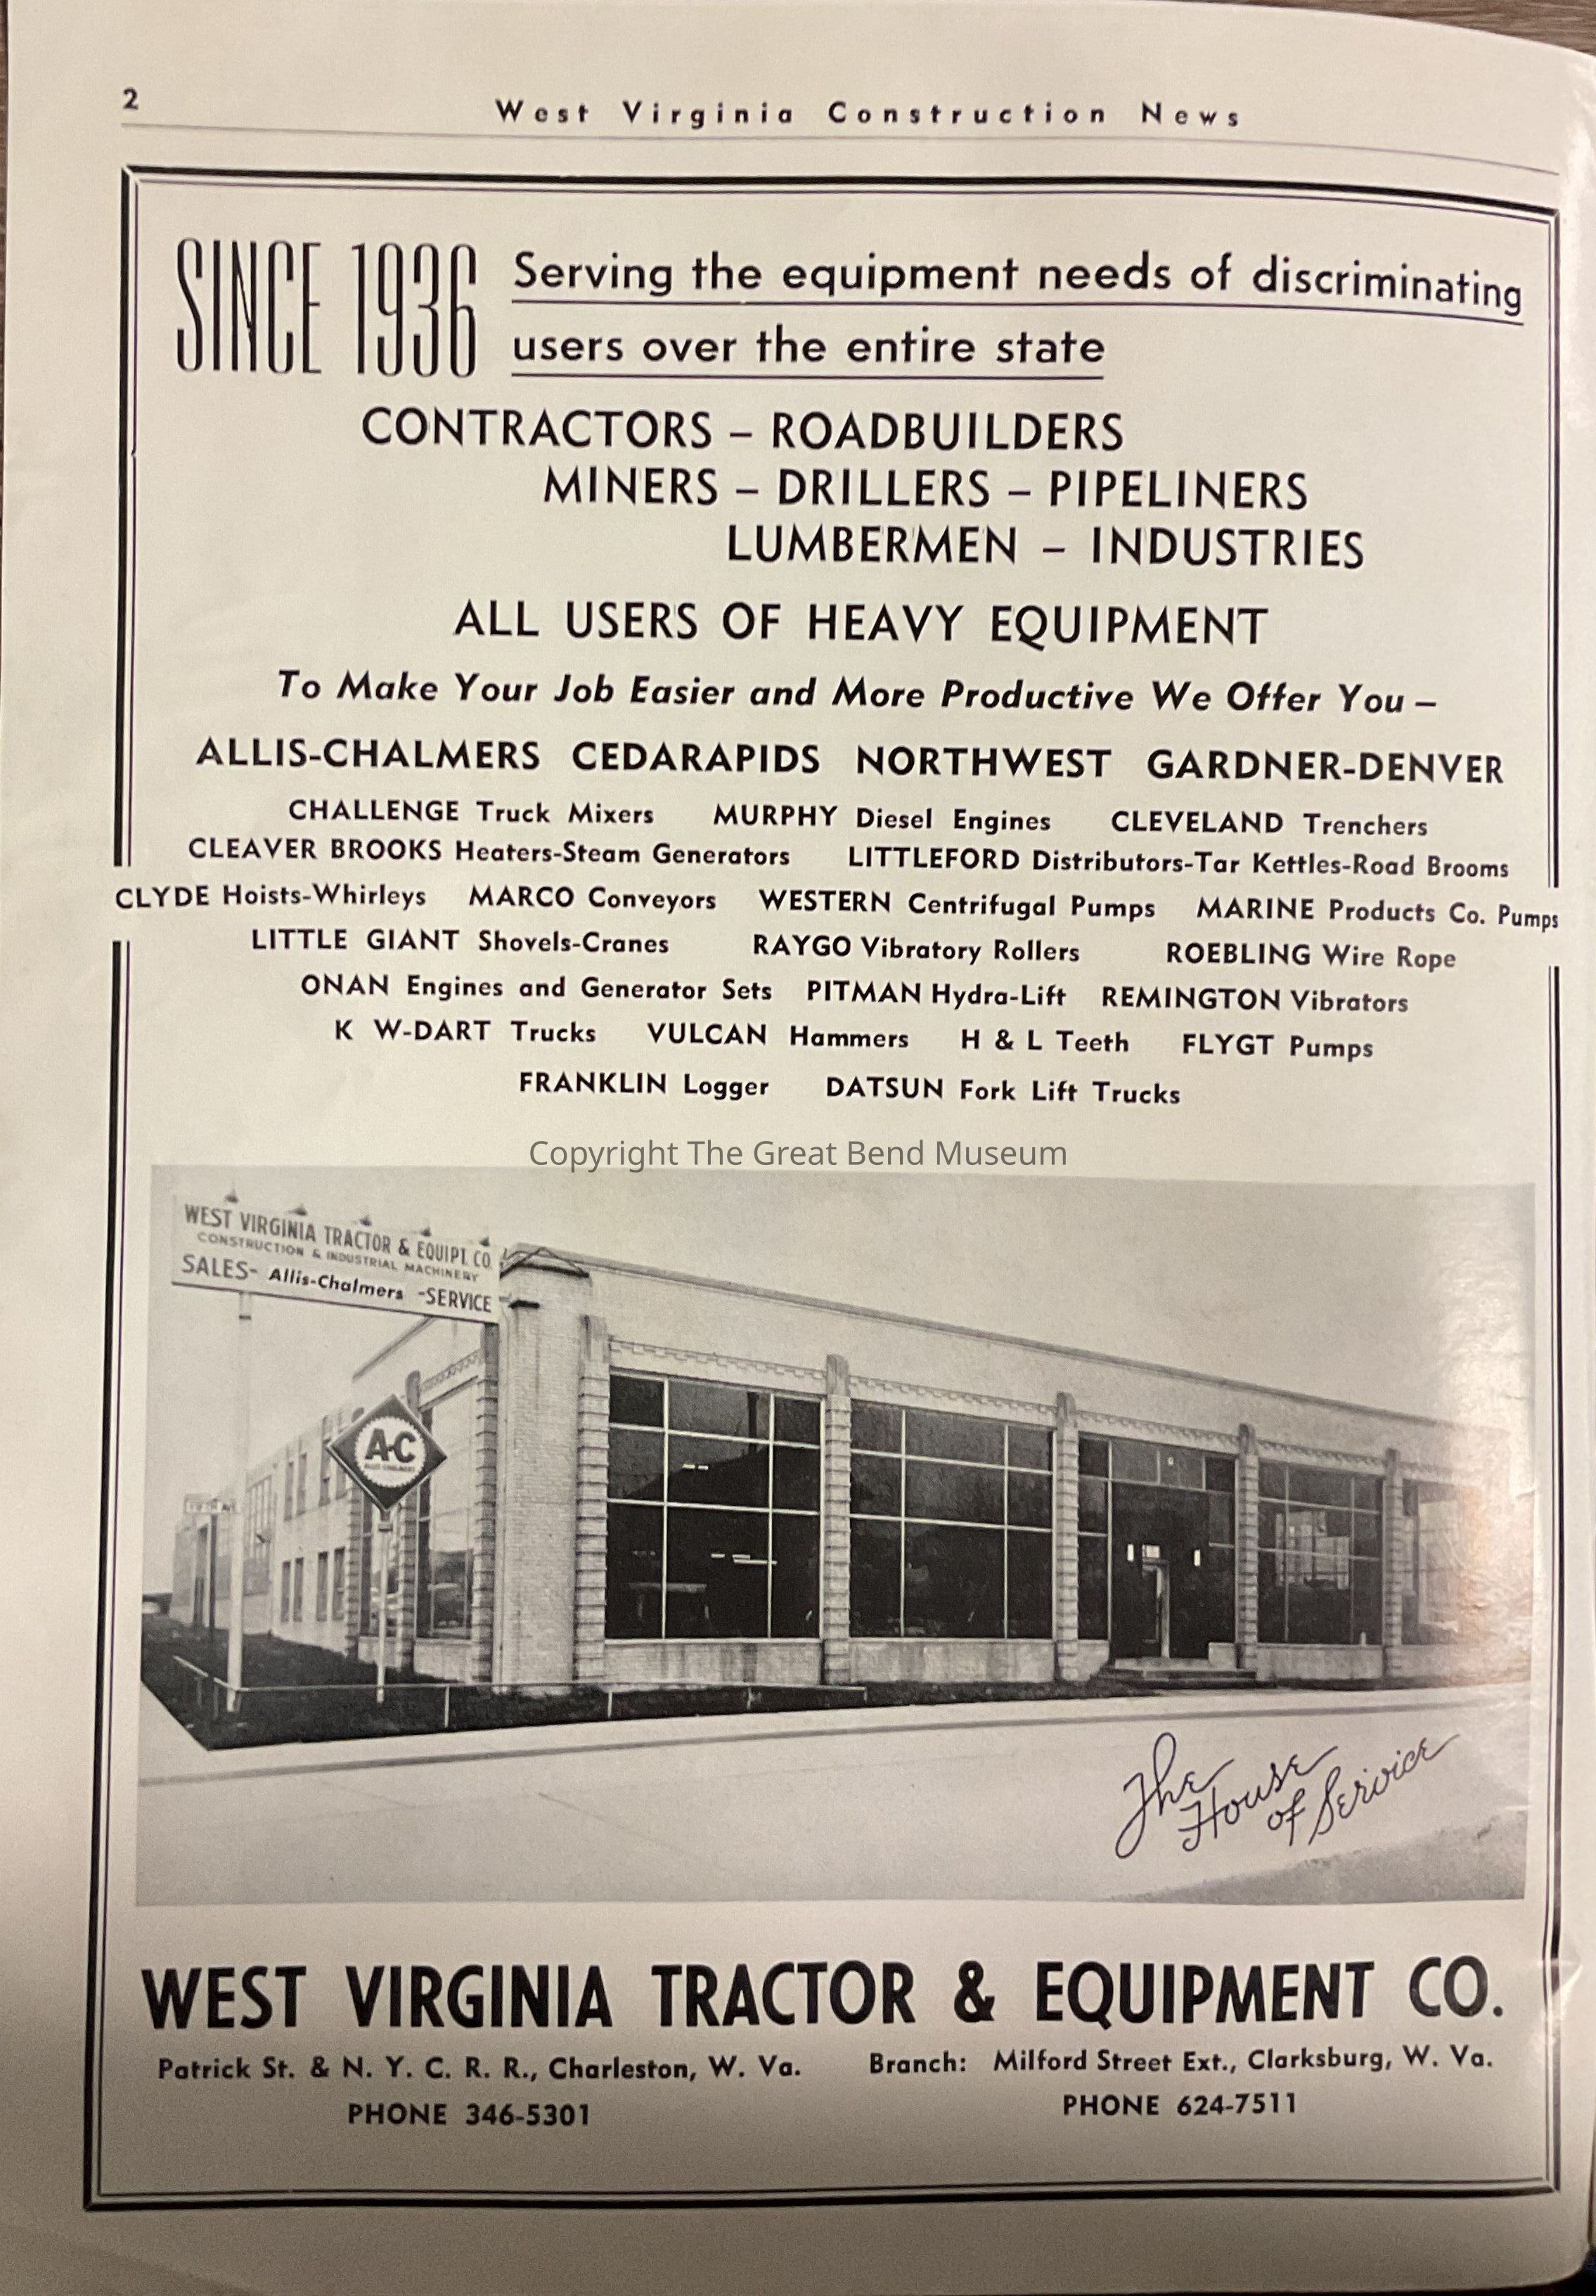 2
West Virginia Construction News
SINCE 1936
Serving the equipment needs of discriminating
users over the entire state
CONTRACTORS – ROADBUILDERS
MINERS – DRILLERS – PIPELINERS
LUMBERMEN – INDUSTRIES
ALL USERS OF HEAVY EQUIPMENT
To Make Your Job Easier and More Productive We Offer You –
ALLIS-CHALMERS CEDARAPIDS NORTHWEST GARDNER-DENVER
CHALLENGE Truck Mixers MURPHY Diesel Engines CLEVELAND Trenchers
CLEAVER BROOKS Heaters-Steam Generators LITTLEFORD Distributors-Tar Kettles-Road Brooms
CLYDE Hoists-Whirleys MARCO Conveyors WESTERN Centrifugal Pumps MARINE Products Co. Pumps
LITTLE GIANT Shovels-Cranes RAYGO Vibratory Rollers ROEBLING Wire Rope
ONAN Engines and Generator Sets PITMAN Hydra-Lift REMINGTON Vibrators
K W-DART Trucks VULCAN Hammers H & L Teeth FLYGT Pumps
FRANKLIN Logger DATSUN Fork Lift Trucks
Copyright The Great Bend Museum
WEST VIRGINIA TRACTOR & EQUIPT. CO.
CONSTRUCTION & INDUSTRIAL MACHINERY
SALES- Allis-Chalmers -SERVICE
A-C
ALLIS-CHALMERS
The
House
of Service
WEST VIRGINIA TRACTOR & EQUIPMENT CO.
Patrick St. & N. Y. C. R. R., Charleston, W. Va. Branch: Milford Street Ext., Clarksburg, W. Va.
PHONE 346-5301 PHONE 624-7511